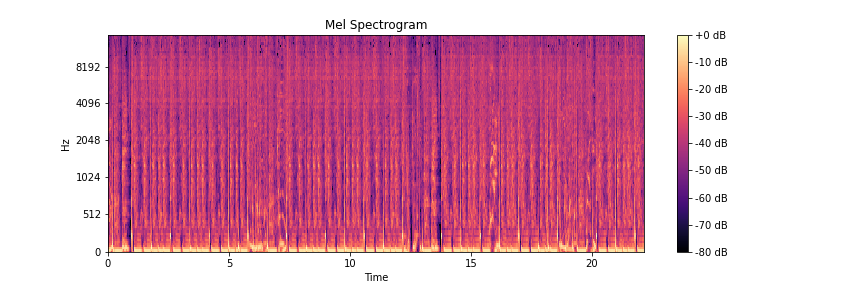 Mel Spectrogram
Hz
8192
4096
2048
1024
512
0
0 5 10 15 20
Time
+0 dB
-10 dB
-20 dB
-30 dB
-40 dB
-50 dB
-60 dB
-70 dB
-80 dB